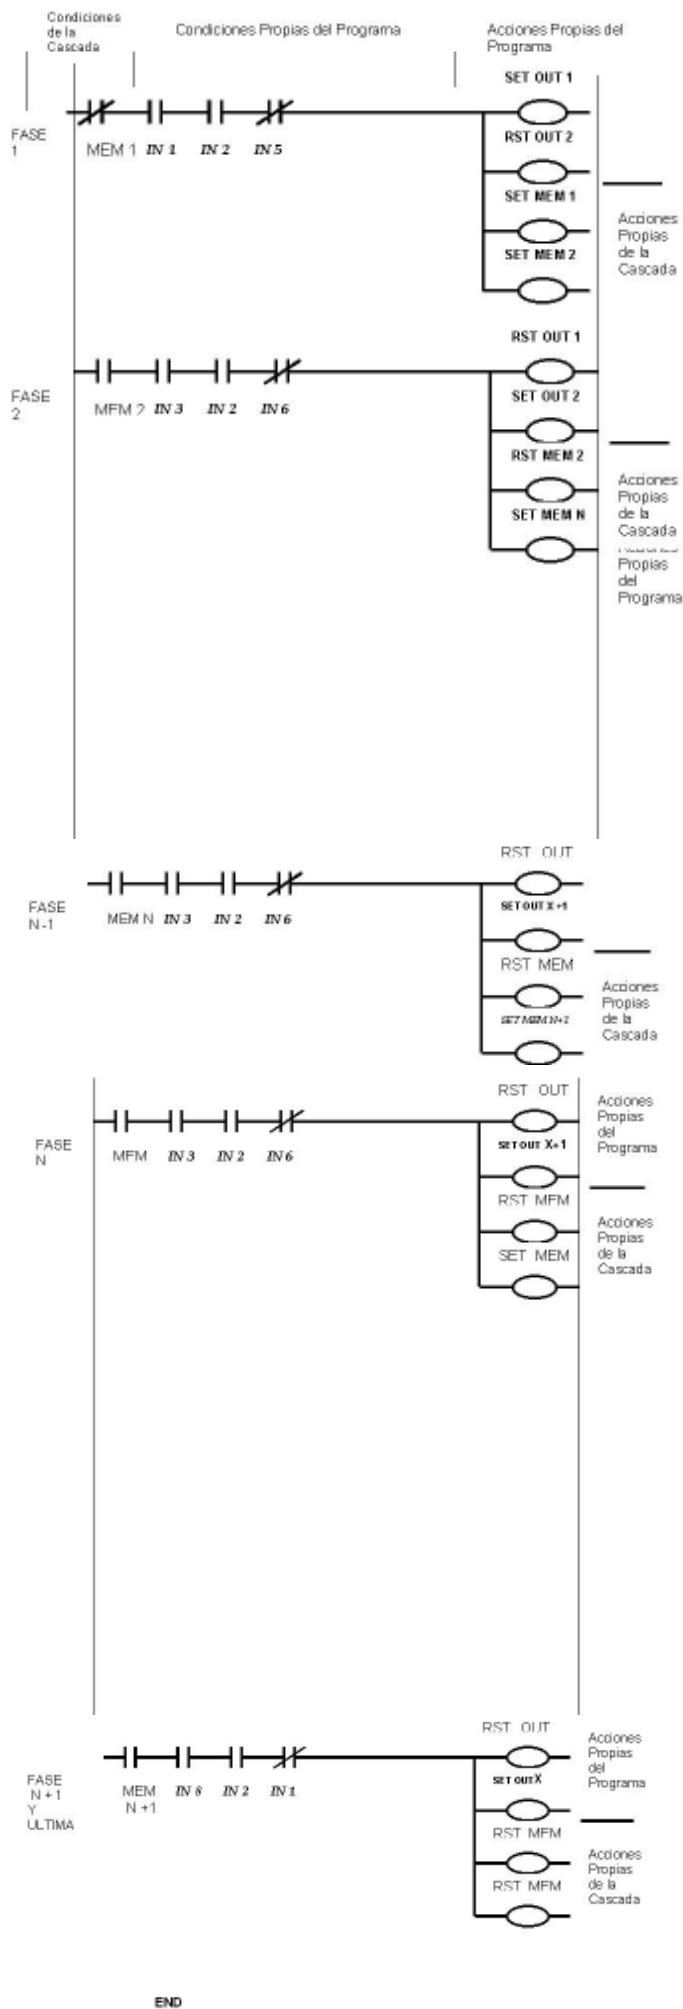 Condiciones
de la
Cascada
Condiciones Propias del Programa
Acciones Propias del
Programa
SET OUT 1
FASE
1
MEM 1 IN 1 IN 2 IN 5
RST OUT 2
SET MEM 1
SET MEM 2
Acciones
Propias
de la
Cascada
RST OUT 1
FASE
2
MEM 2 IN 3 IN 2 IN 6
SET OUT 2
RST MEM 2
SET MEM N
Acciones
Propias
de la
Cascada
Propias
del
Programa
RST OUT
FASE
N-1
MEM N IN 3 IN 2 IN 6
SET OUT X+1
RST MEM
SET MEM N+1
Acciones
Propias
de la
Cascada
RST OUT
Acciones
Propias
del
Programa
FASE
N
MEM IN 3 IN 2 IN 6
SET OUT X+1
RST MEM
SET MEM
Acciones
Propias
de la
Cascada
RST OUT
Acciones
Propias
del
Programa
FASE
N+1
Y
ULTIMA
MEM
N+1
IN 8 IN 2 IN 1
SET OUT X
RST MEM
RST MEM
Acciones
Propias
de la
Cascada
END